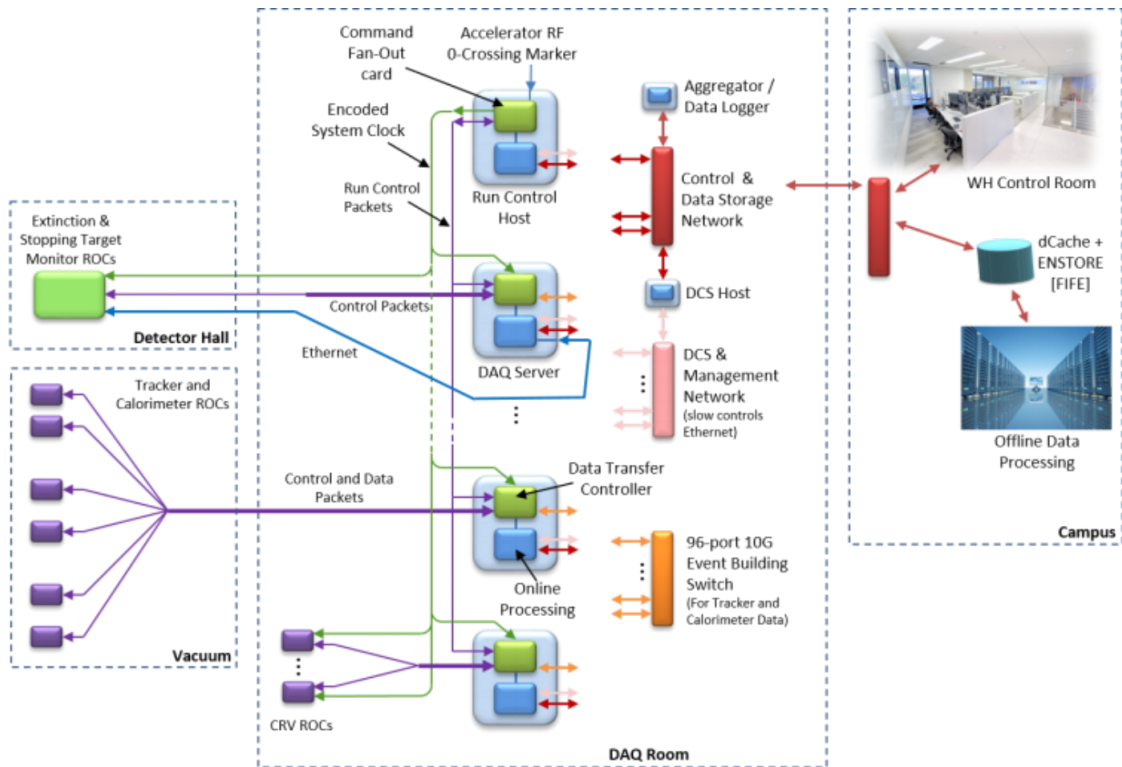 Command
Fan-Out
card
Accelerator RF
0-Crossing Marker
Encoded
System Clock
Run Control
Packets
Run Control
Host
Aggregator /
Data Logger
Control &
Data Storage
Network
WH Control Room
dCache +
ENSTORE
[FIFE]
Offline Data
Processing
Campus
Extinction &
Stopping Target
Monitor ROCs
Detector Hall
Control Packets
Ethernet
DAQ Server
DCS Host
DCS &
Management
Network
(slow controls
Ethernet)
Tracker and
Calorimeter ROCs
Vacuum
Control and Data
Packets
Data Transfer
Controller
Online
Processing
96-port 10G
Event Building
Switch
(For Tracker and
Calorimeter Data)
CRV ROCs
DAQ Room